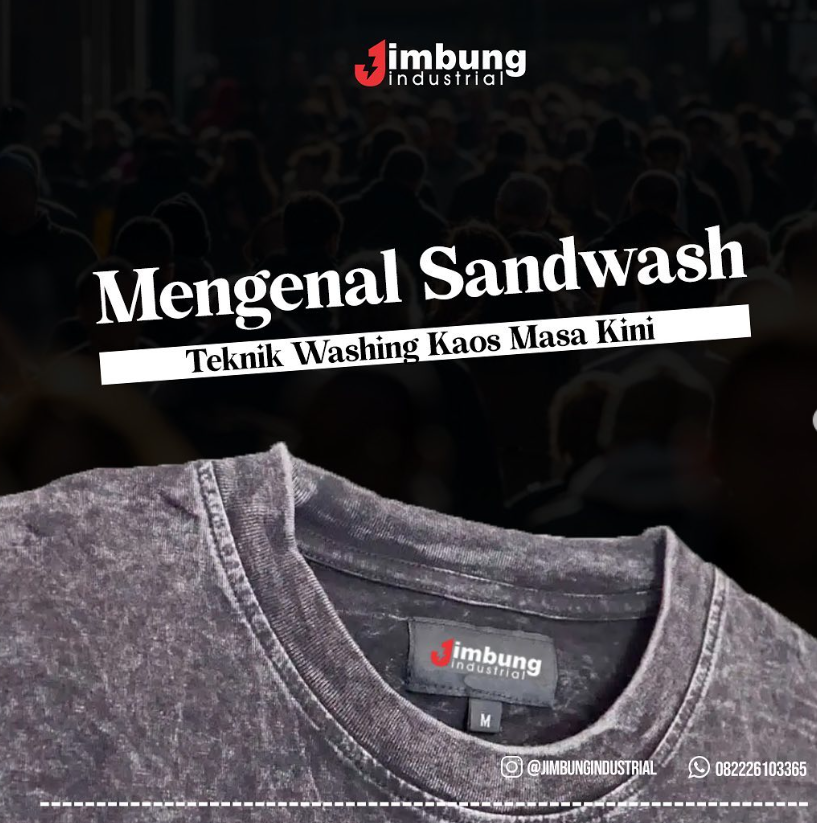 Jimbung
industrial
Mengenal Sandwash
Teknik Washing Kaos Masa Kini
Jimbung
industrial
M
@JIMBUNGINDUSTRIAL 082226103365